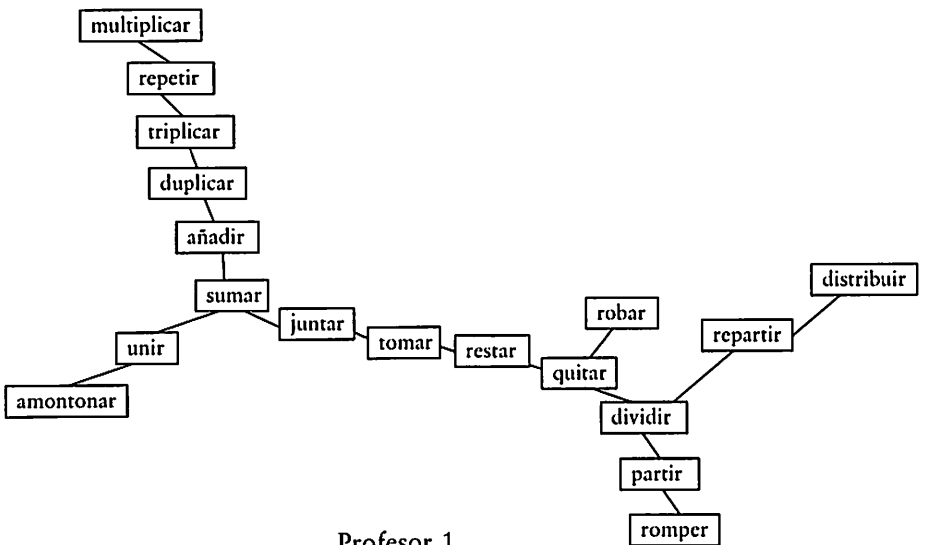 multiplicar
repetir
triplicar
duplicar
añadir
sumar
juntar
tomar
restar
quitar
robar
unir
amontonar
dividir
repartir
distribuir
partir
romper
Profesor 1